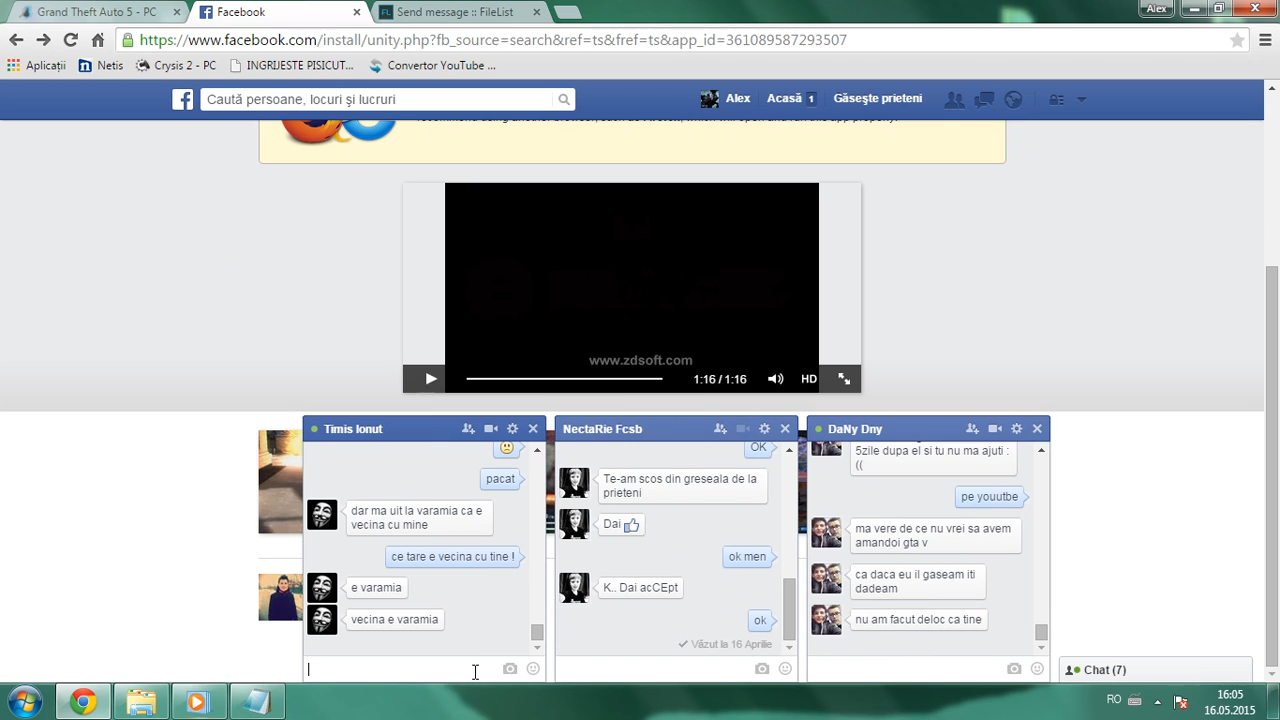 Grand Theft Auto 5 - PC
Facebook
Send message :: FileList
Alex
https://www.facebook.com/install/unity.php?fb_source=search&ref=ts&fref=ts&app_id=361089587293507
Aplicații
Netis
Crysis 2 - PC
INGRIJESTE PISICUT...
Convertor YouTube ...
Caută persoane, locuri şi lucruri
Alex
Acasă 1
Găseşte prieteni
www.zdsoft.com
1:16 / 1:16
HD
Timis Ionut
pacat
dar ma uit la varamia ca e
vecina cu mine
ce tare e vecina cu tine !
e varamia
vecina e varamia
NectaRie Fcsb
OK
Te-am scos din greseala de la
prieteni
Dai
ok men
K.. Dai acCEpt
ok
Văzut la 16 Aprilie
DaNy Dny
5zile dupa el si tu nu ma ajuti :
((
pe youutbe
ma vere de ce nu vrei sa avem
amandoi gta v
ca daca eu il gaseam iti
dadeam
nu am facut deloc ca tine
Chat (7)
RO
16:05
16.05.2015